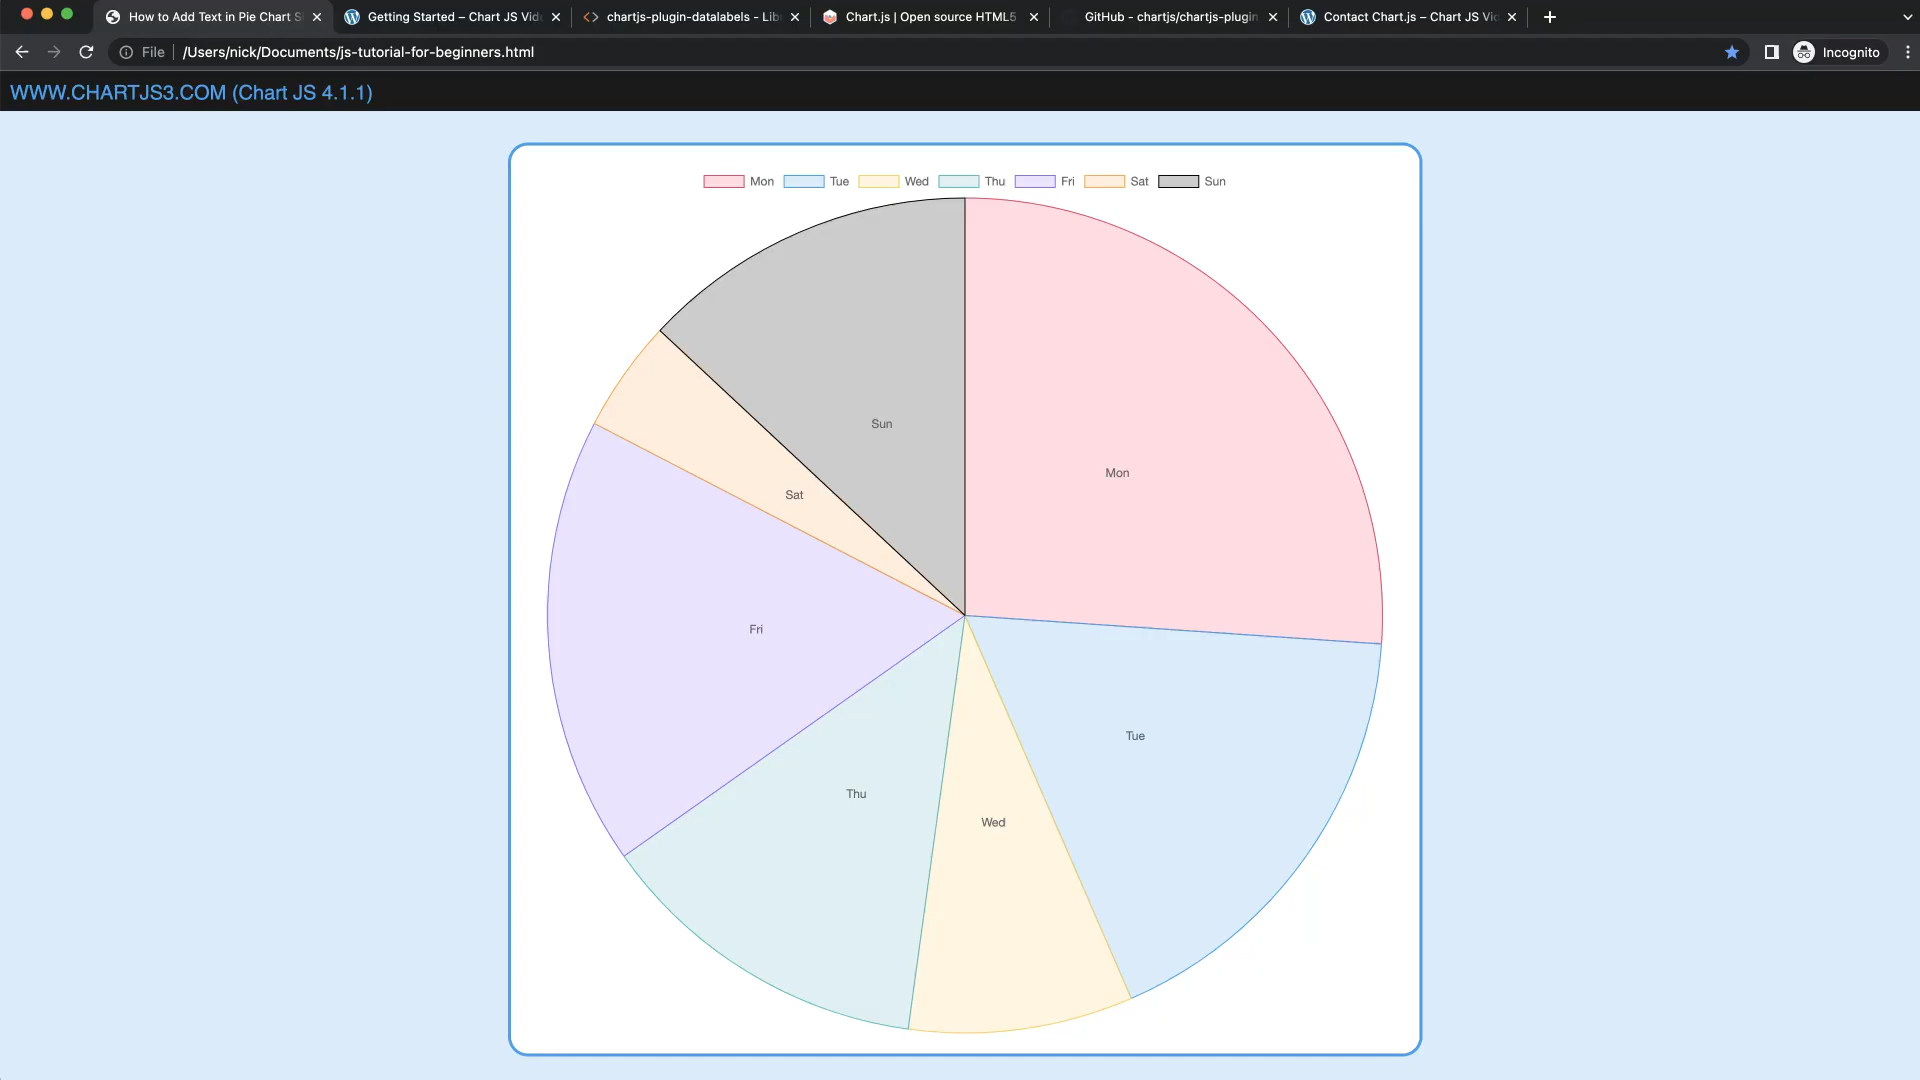 How to Add Text in Pie Chart S
Getting Started – Chart JS Vid
chartjs-plugin-datalabels - Lib
Chart.js | Open source HTML5
GitHub - chartjs/chartjs-plugin
Contact Chart.js – Chart JS Vid
File
/Users/nick/Documents/js-tutorial-for-beginners.html
Incognito
WWW.CHARTJS3.COM (Chart JS 4.1.1)
Mon Tue Wed Thu Fri Sat Sun
Sun
Mon
Sat
Fri
Tue
Thu
Wed